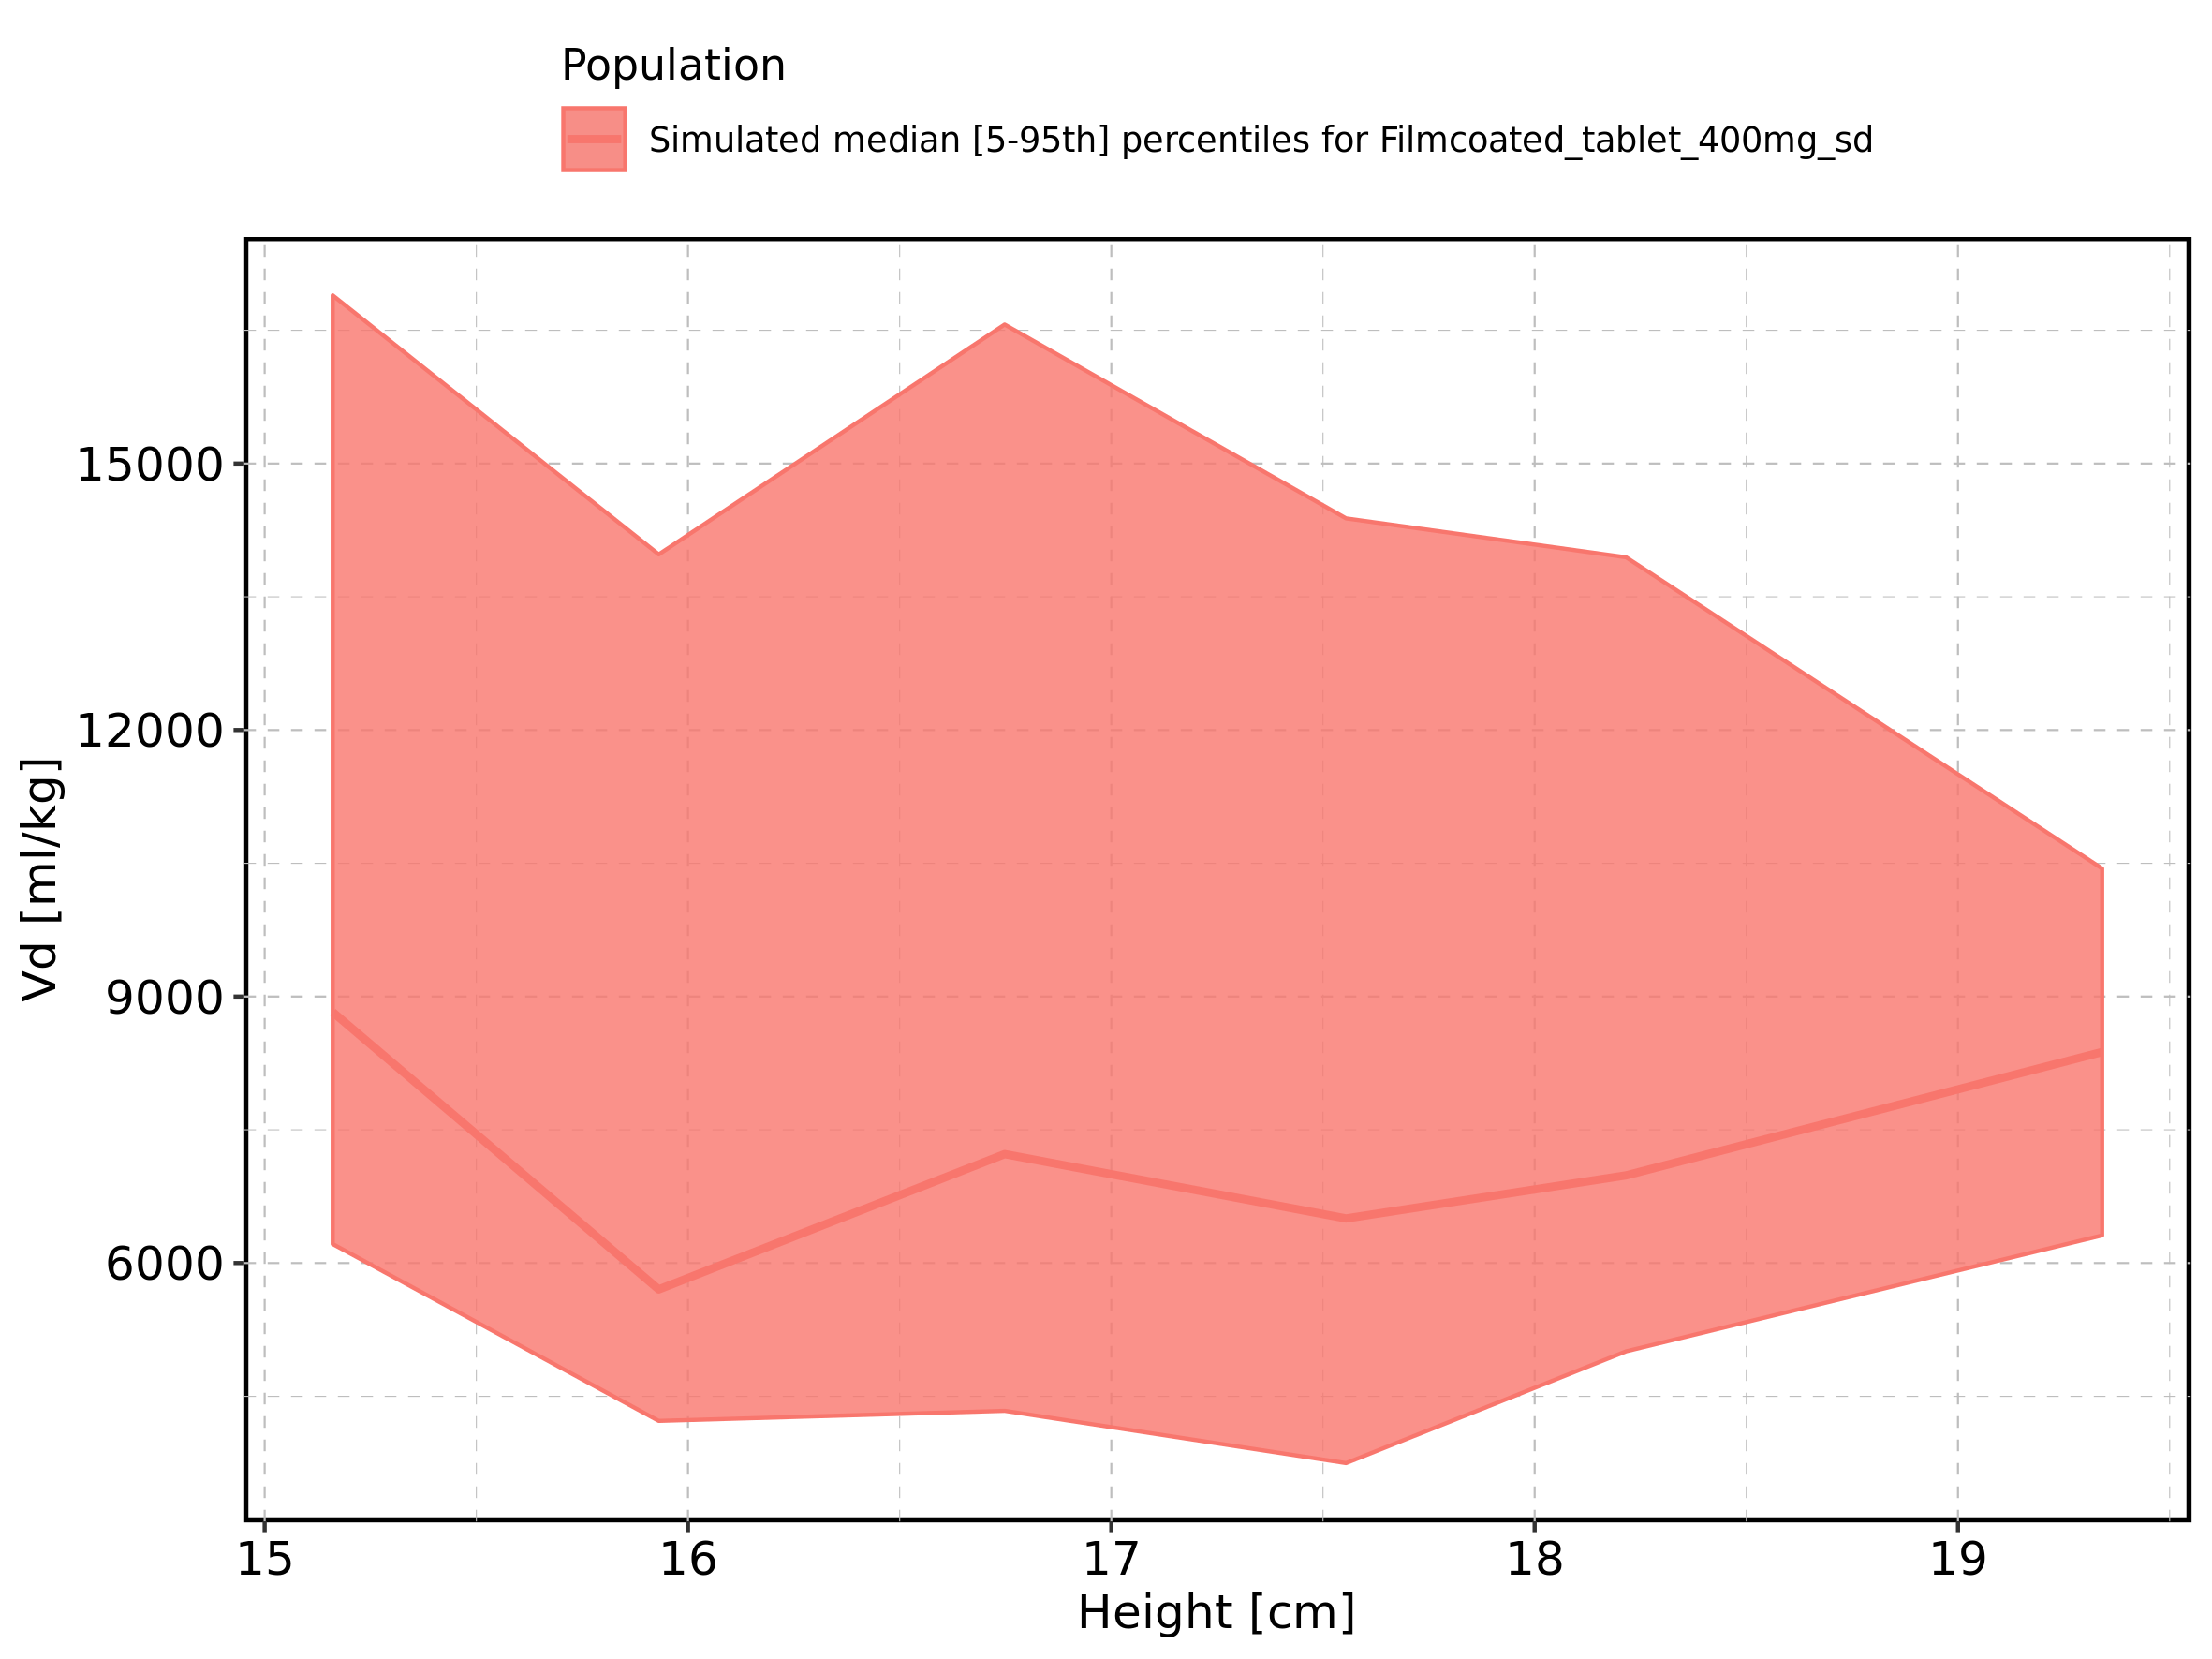 Population
Simulated median [5-95th] percentiles for Filmcoated_tablet_400mg_sd
Vd [ml/kg]
15000
12000
9000
6000
15 16 17 18 19
Height [cm]